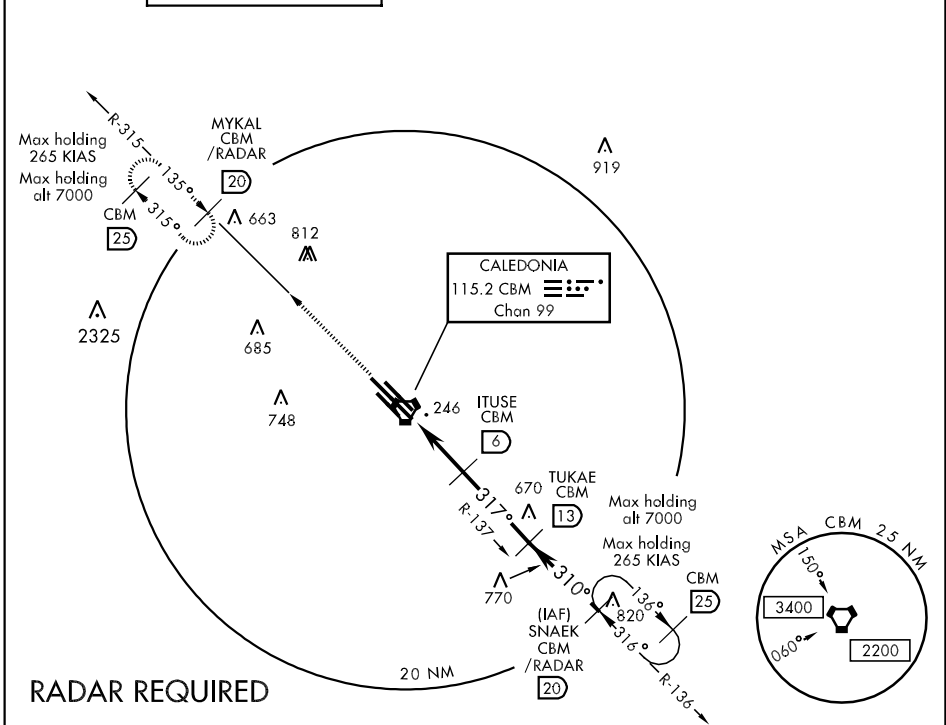 R-315
135°
315°
Max holding
265 KIAS
Max holding
alt 7000
CBM
25
MYKAL
CBM
/RADAR
20
919
663
812
2325
685
748
CALEDONIA
115.2 CBM
Chan 99
246
ITUSE
CBM
6
317°
R-137
670
TUKAE
CBM
13
Max holding
alt 7000
Max holding
265 KIAS
CBM
25
770
310°
136°
820
316°
(IAF)
SNAEK
CBM
/RADAR
20
R-136
20 NM
MSA CBM 25 NM
150°
3400
060°
2200
RADAR REQUIRED